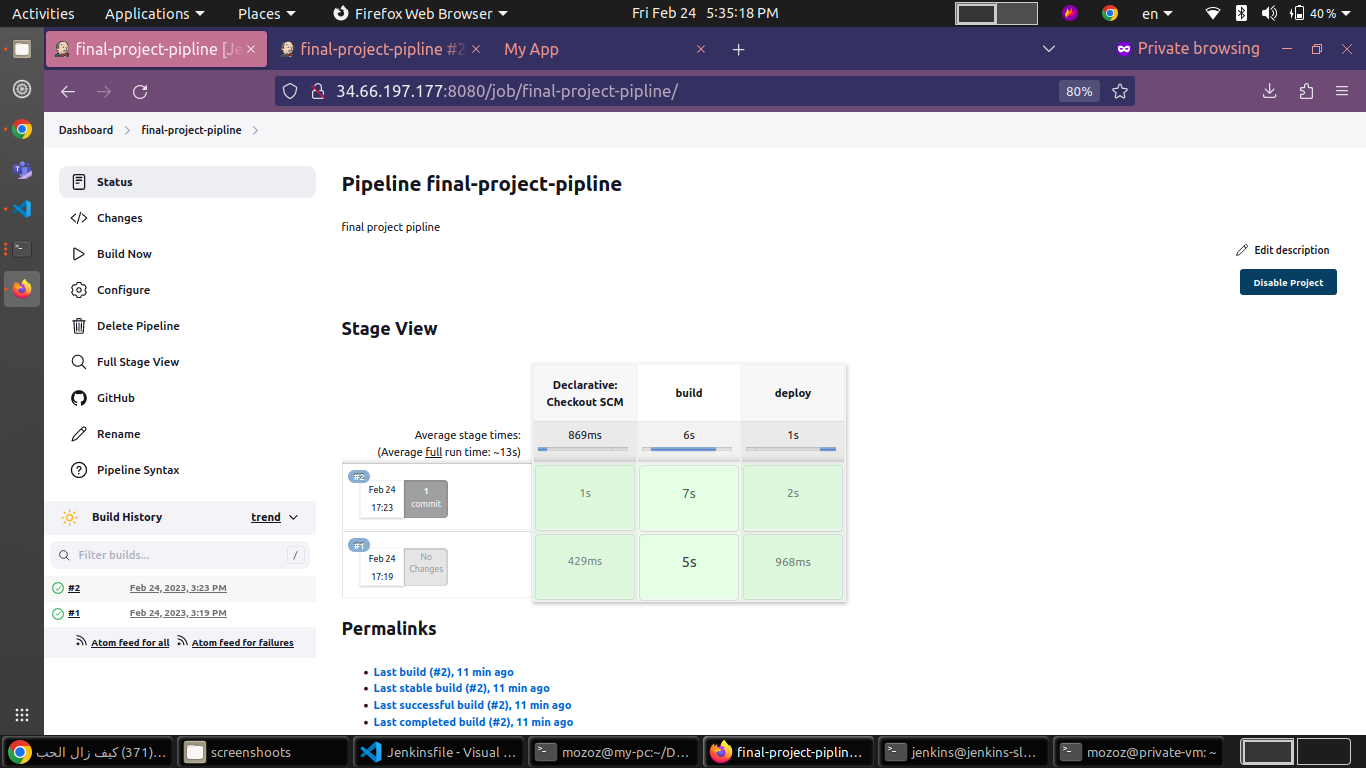 Activities Applications Places Firefox Web Browser Fri Feb 24 5:35:18 PM en 40 %
final-project-pipline [Je final-project-pipline #2 My App Private browsing
34.66.197.177:8080/job/final-project-pipline/ 80%
Dashboard final-project-pipline
Status
Changes
Build Now
Configure
Delete Pipeline
Full Stage View
GitHub
Rename
Pipeline Syntax
Build History trend
Filter builds... /
#2 Feb 24, 2023, 3:23 PM
#1 Feb 24, 2023, 3:19 PM
Atom feed for all Atom feed for failures
Pipeline final-project-pipline
final project pipline
Edit description
Disable Project
Stage View
Declarative: Checkout SCM build deploy
Average stage times: 869ms 6s 1s
(Average full run time: ~13s)
#2
Feb 24 17:23 1 commit 1s 7s 2s
#1
Feb 24 17:19 No Changes 429ms 5s 968ms
Permalinks
Last build (#2), 11 min ago
Last stable build (#2), 11 min ago
Last successful build (#2), 11 min ago
Last completed build (#2), 11 min ago
(371) كيف زال الحب... screenshoots Jenkinsfile - Visual ... mozoz@my-pc:~/D... final-project-piplin... jenkins@jenkins-sl... mozoz@private-vm: ~